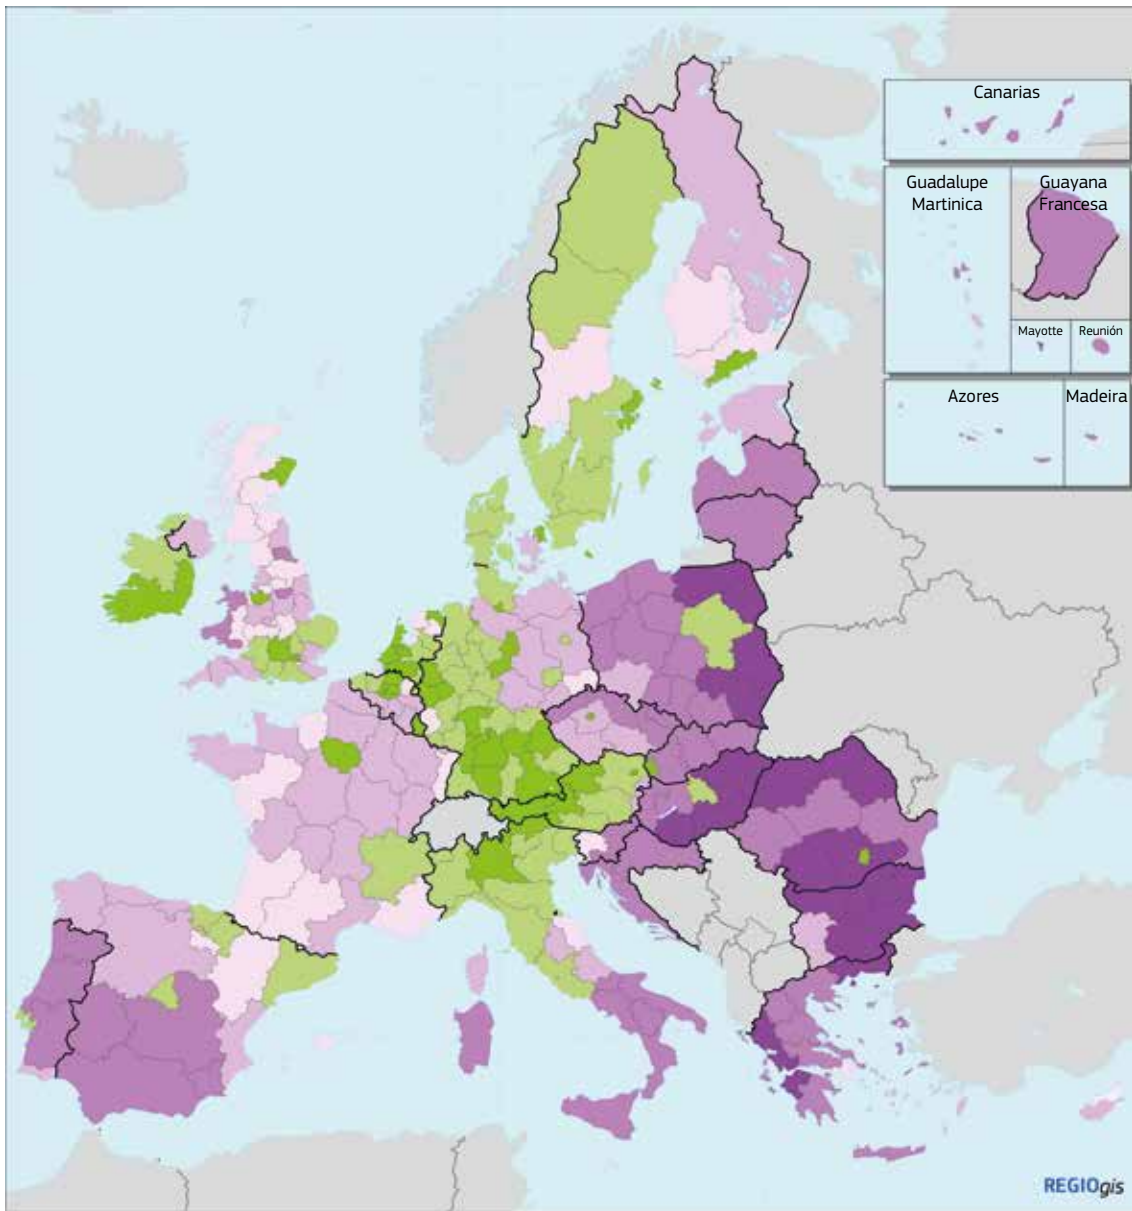 Canarias
Guadalupe
Martinica
Guayana
Francesa
Mayotte
Reunión
Azores
Madeira
REGIOgis